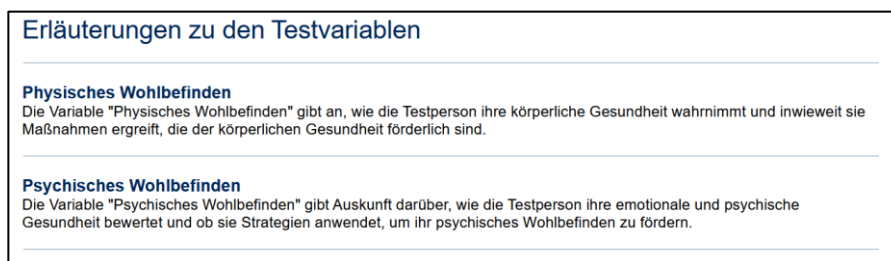 Erläuterungen zu den Testvariablen
Physisches Wohlbefinden
Die Variable "Physisches Wohlbefinden" gibt an, wie die Testperson ihre körperliche Gesundheit wahrnimmt und inwieweit sie
Maßnahmen ergreift, die der körperlichen Gesundheit förderlich sind.
Psychisches Wohlbefinden
Die Variable "Psychisches Wohlbefinden" gibt Auskunft darüber, wie die Testperson ihre emotionale und psychische
Gesundheit bewertet und ob sie Strategien anwendet, um ihr psychisches Wohlbefinden zu fördern.